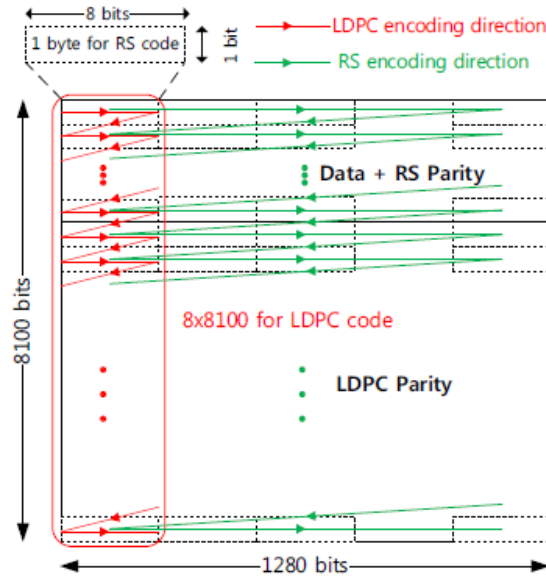 8 bits
1 byte for RS code
1 bit
LDPC encoding direction
RS encoding direction
Data + RS Parity
8100 bits
8x8100 for LDPC code
LDPC Parity
1280 bits